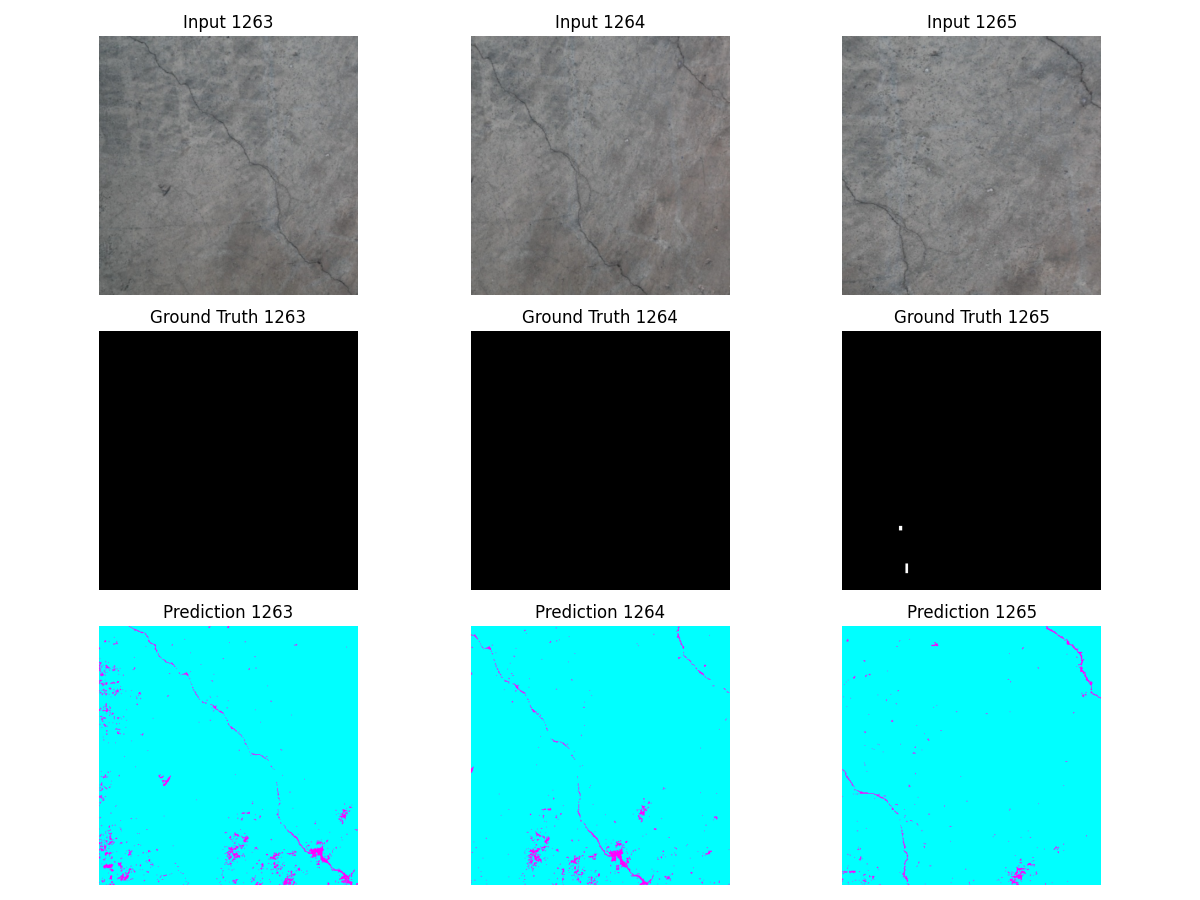 Input 1263
Input 1264
Input 1265
Ground Truth 1263
Ground Truth 1264
Ground Truth 1265
Prediction 1263
Prediction 1264
Prediction 1265